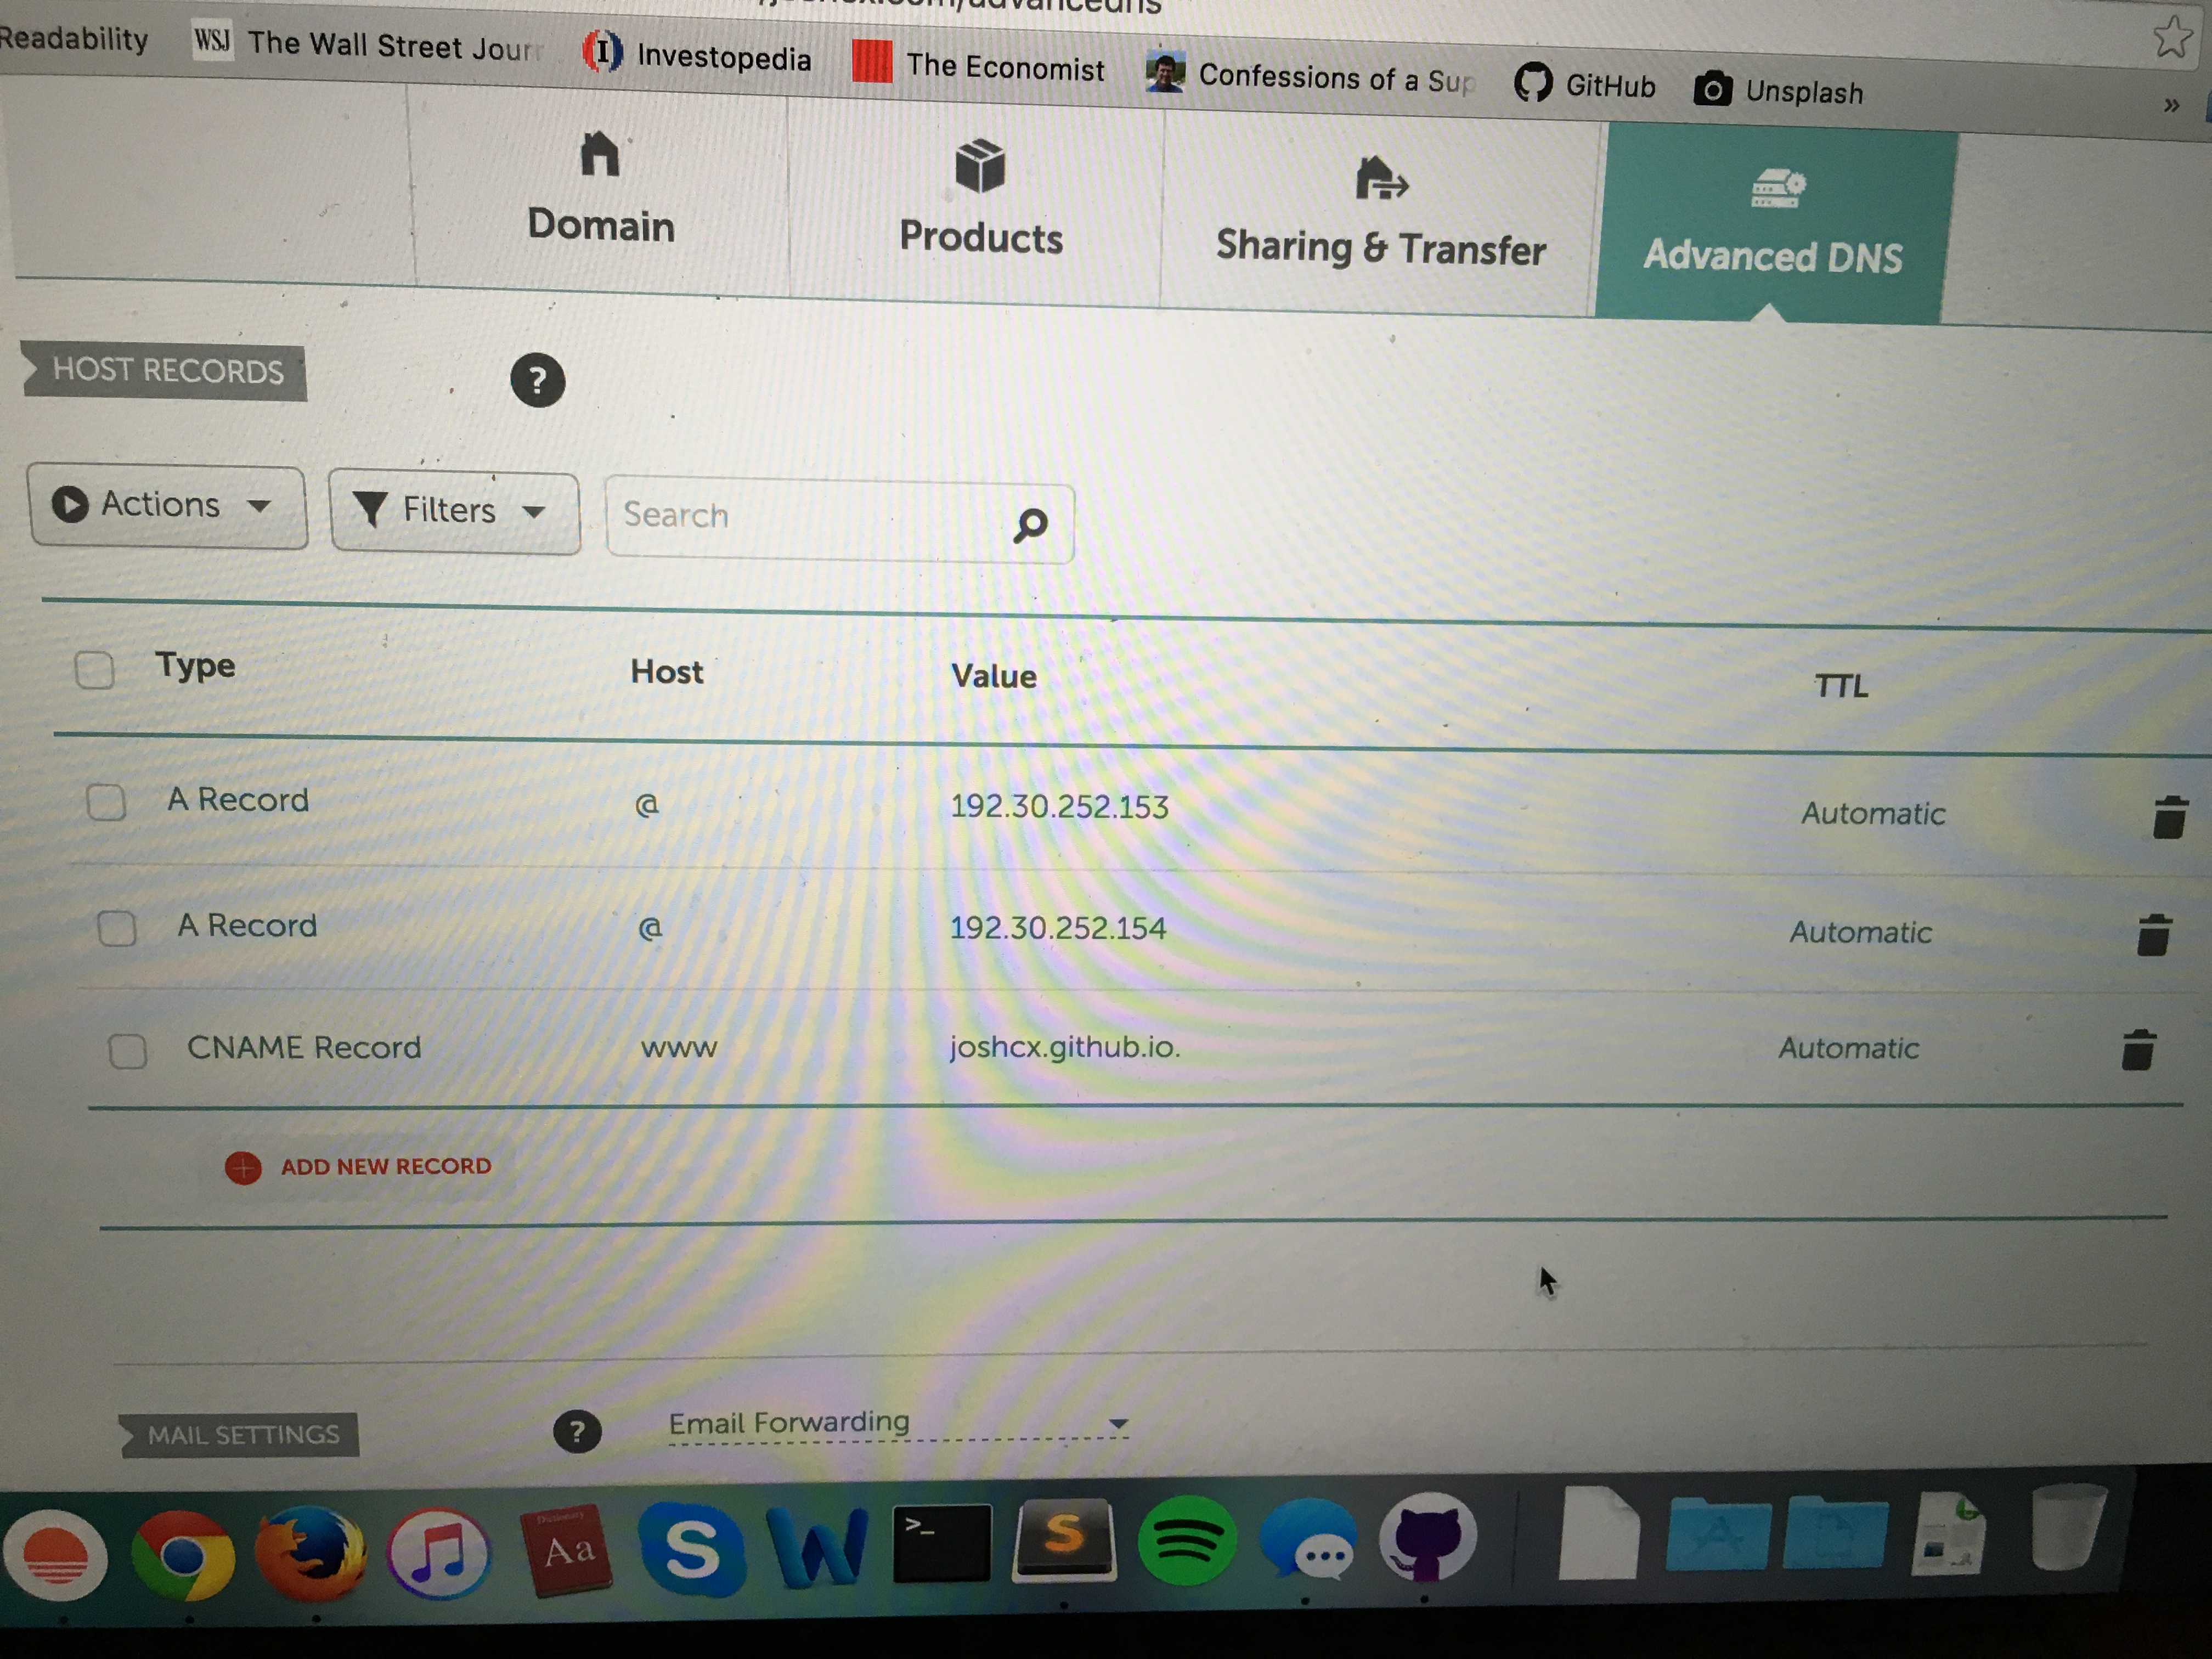 Readability WSJ The Wall Street Jour Investopedia The Economist Confessions of a Sup GitHub Unsplash »
Domain Products Sharing & Transfer Advanced DNS
HOST RECORDS ?
Actions Filters Search
Type Host Value TTL
A Record @ 192.30.252.153 Automatic
A Record @ 192.30.252.154 Automatic
CNAME Record www joshcx.github.io. Automatic
ADD NEW RECORD
MAIL SETTINGS ? Email Forwarding
Dictionary
Aa S W >_ S